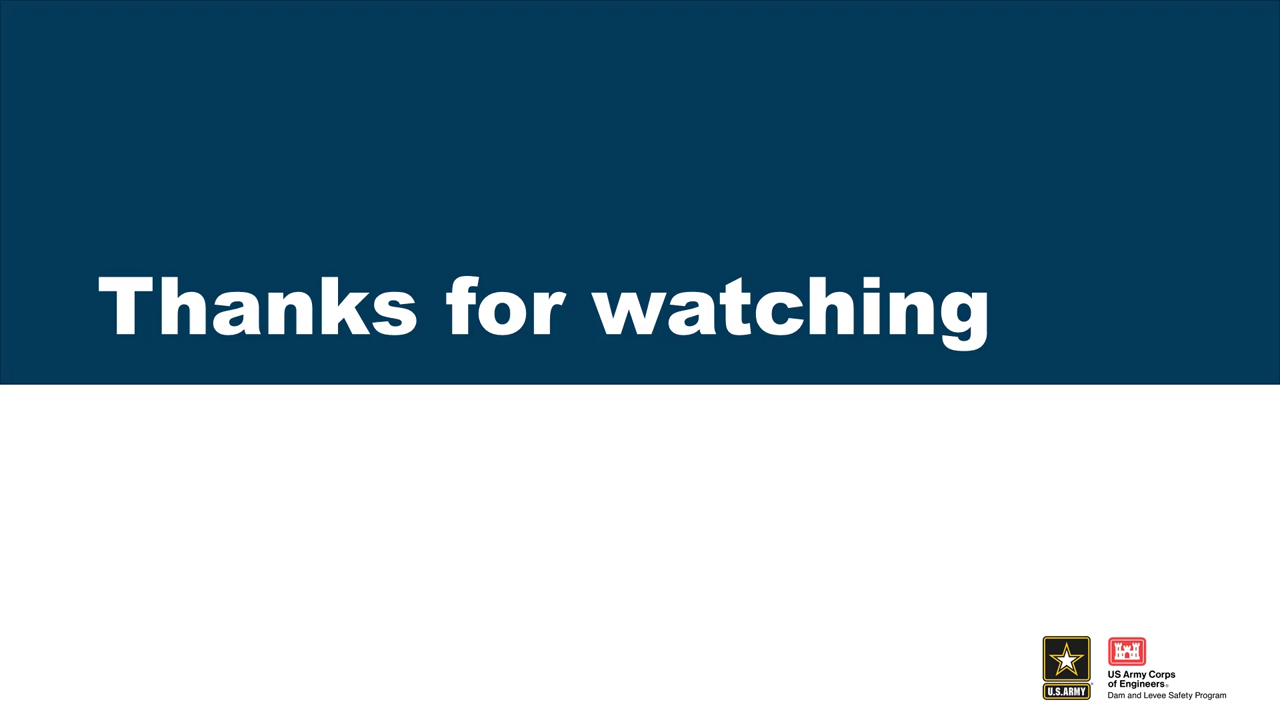 Thanks for watching
U.S. ARMY
US Army Corps
of Engineers®
Dam and Levee Safety Program